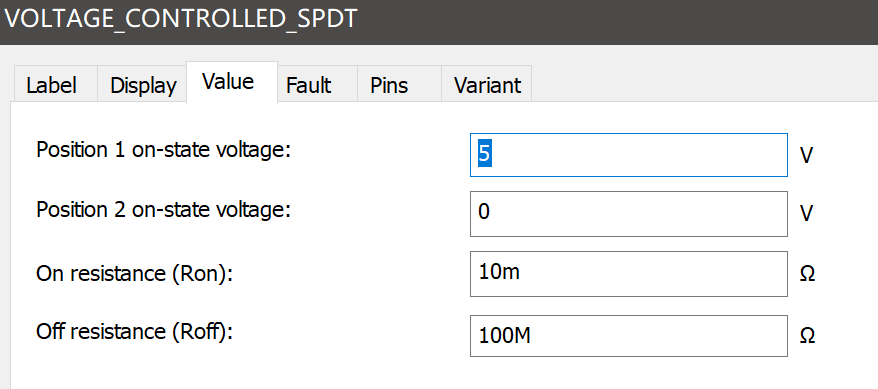 VOLTAGE_CONTROLLED_SPDT
Label Display Value Fault Pins Variant
Position 1 on-state voltage: 5 V
Position 2 on-state voltage: 0 V
On resistance (Ron): 10m Ω
Off resistance (Roff): 100M Ω